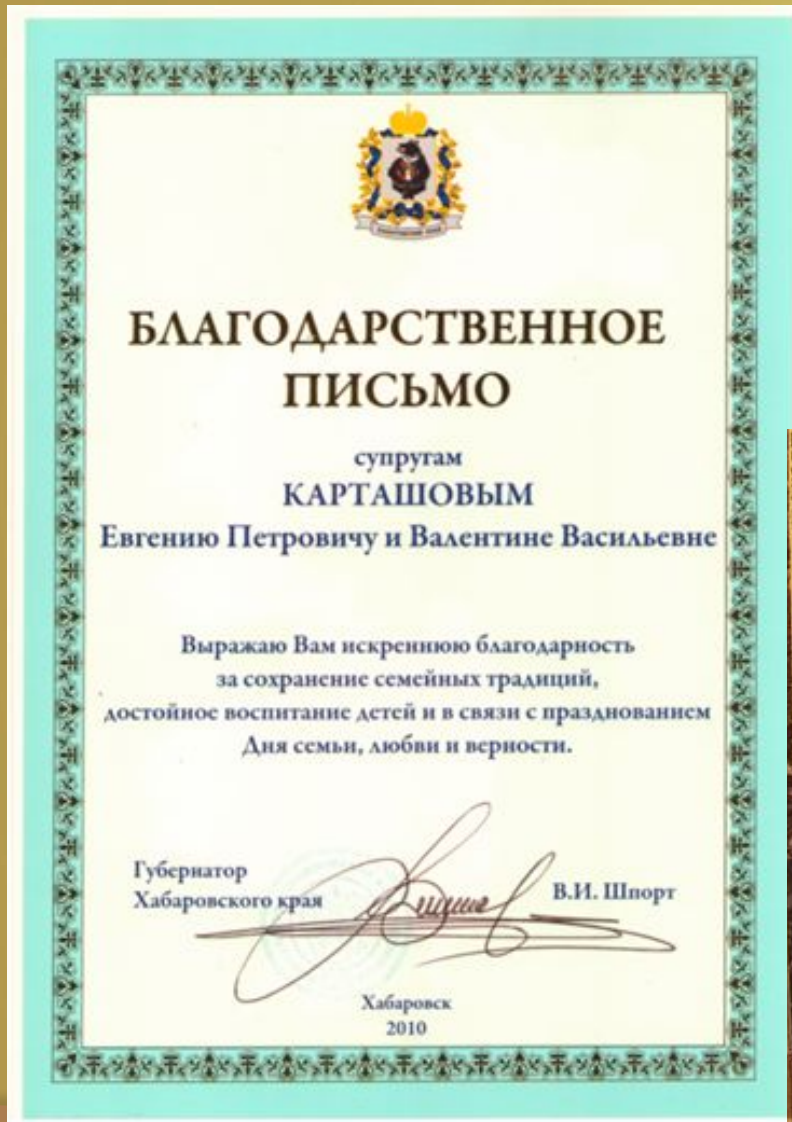 БЛАГОДАРСТВЕННОЕ
ПИСЬМО
супругам
КАРТАШОВЫМ
Евгению Петровичу и Валентине Васильевне
Выражаю Вам искреннюю благодарность
за сохранение семейных традиций,
достойное воспитание детей и в связи с празднованием
Дня семьи, любви и верности.
Губернатор
Хабаровского края
В.И. Шпорт
Хабаровск
2010